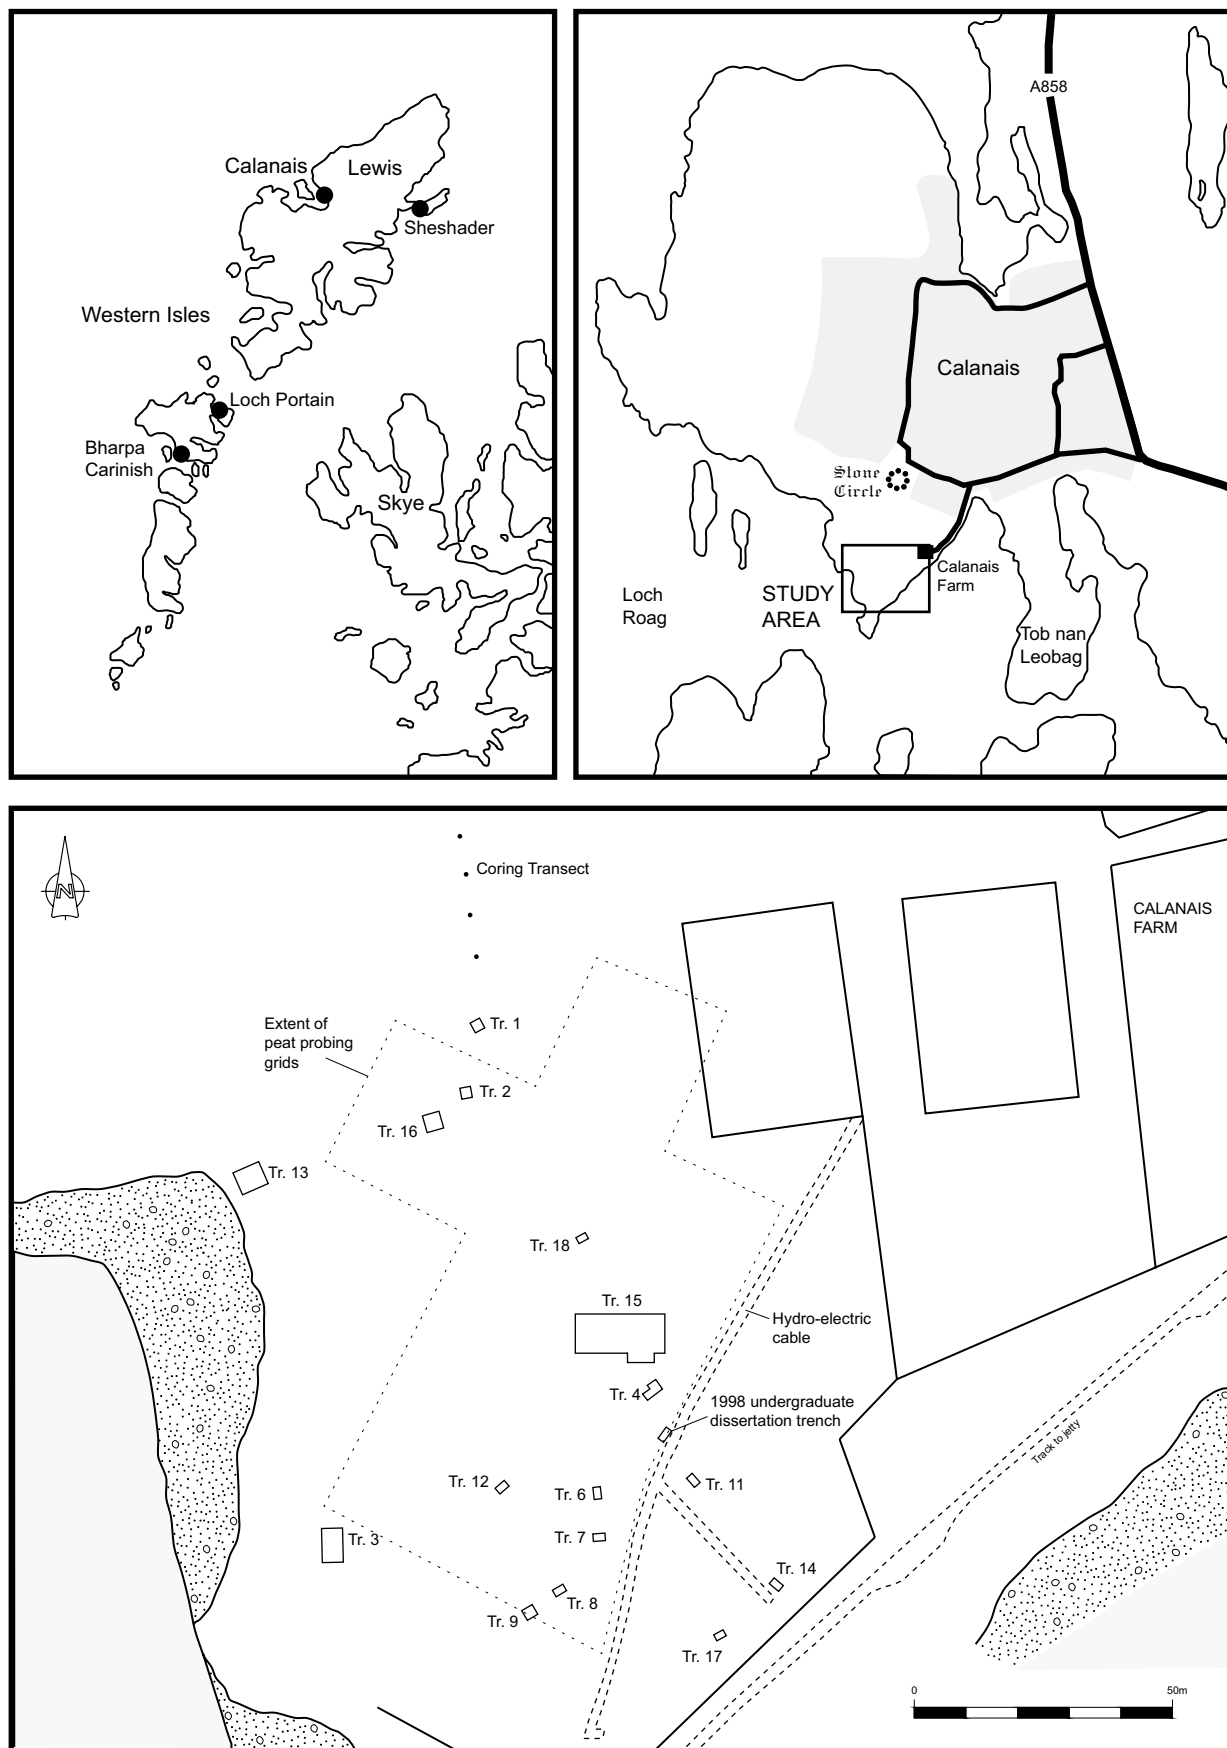 Calanais
Lewis
Sheshader
Western Isles
Loch Portain
Bharpa
Carinish
Skye
A858
Calanais
Stone
Circle
Calanais
Farm
Loch
Roag
STUDY
AREA
Tob nan
Leobag
N
Coring Transect
CALANAIS
FARM
Extent of
peat probing
grids
Tr. 1
Tr. 2
Tr. 16
Tr. 13
Tr. 18
Tr. 15
Hydro-electric
cable
Tr. 4
1998 undergraduate
dissertation trench
Track to jetty
Tr. 12
Tr. 6
Tr. 11
Tr. 7
Tr. 3
Tr. 14
Tr. 8
Tr. 9
Tr. 17
0
50m